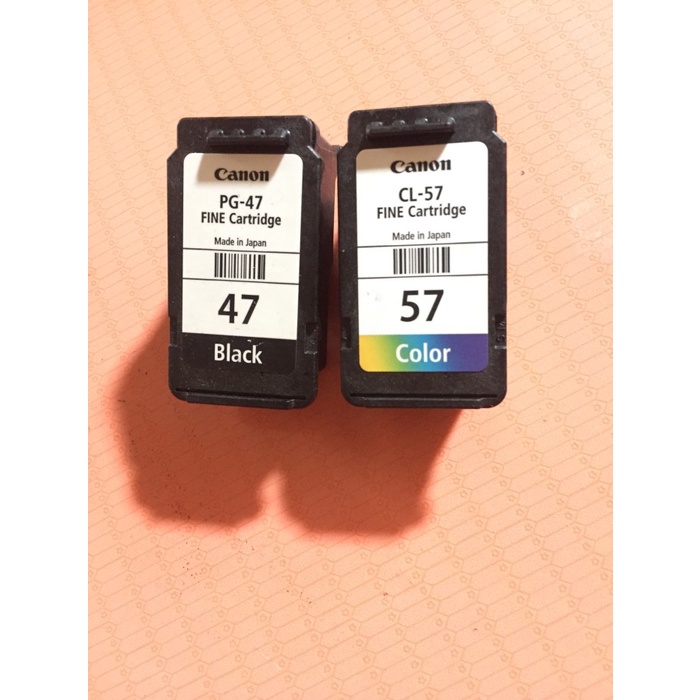 Canon
PG-47
FINE Cartridge
Made in Japan
47
Black
Canon
CL-57
FINE Cartridge
Made in Japan
57
Color